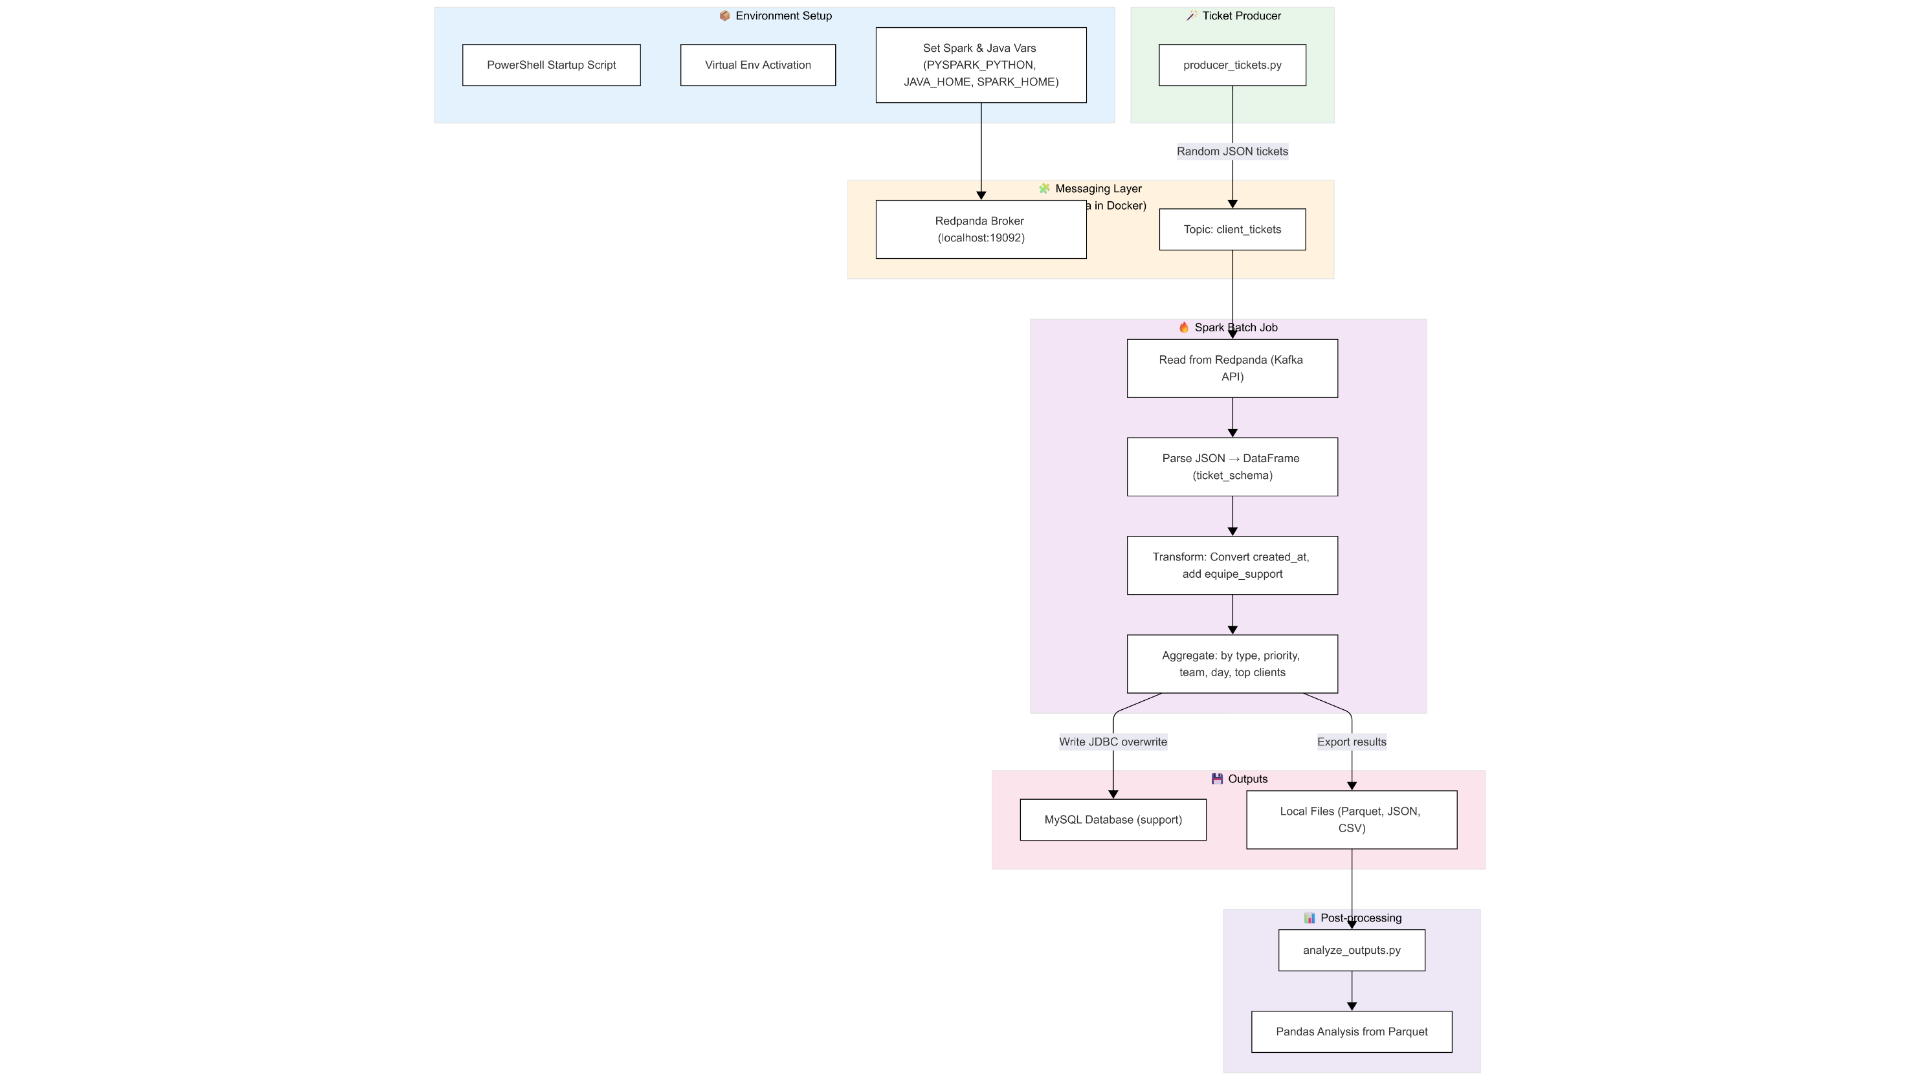 📦 Environment Setup
PowerShell Startup Script
Virtual Env Activation
Set Spark & Java Vars
(PYSPARK_PYTHON,
JAVA_HOME, SPARK_HOME)
🪄 Ticket Producer
producer_tickets.py
Random JSON tickets
🧩 Messaging Layer
a in Docker)
Redpanda Broker
(localhost:19092)
Topic: client_tickets
🔥 Spark Batch Job
Read from Redpanda (Kafka
API)
Parse JSON → DataFrame
(ticket_schema)
Transform: Convert created_at,
add equipe_support
Aggregate: by type, priority,
team, day, top clients
Write JDBC overwrite
Export results
💾 Outputs
MySQL Database (support)
Local Files (Parquet, JSON,
CSV)
📊 Post-processing
analyze_outputs.py
Pandas Analysis from Parquet